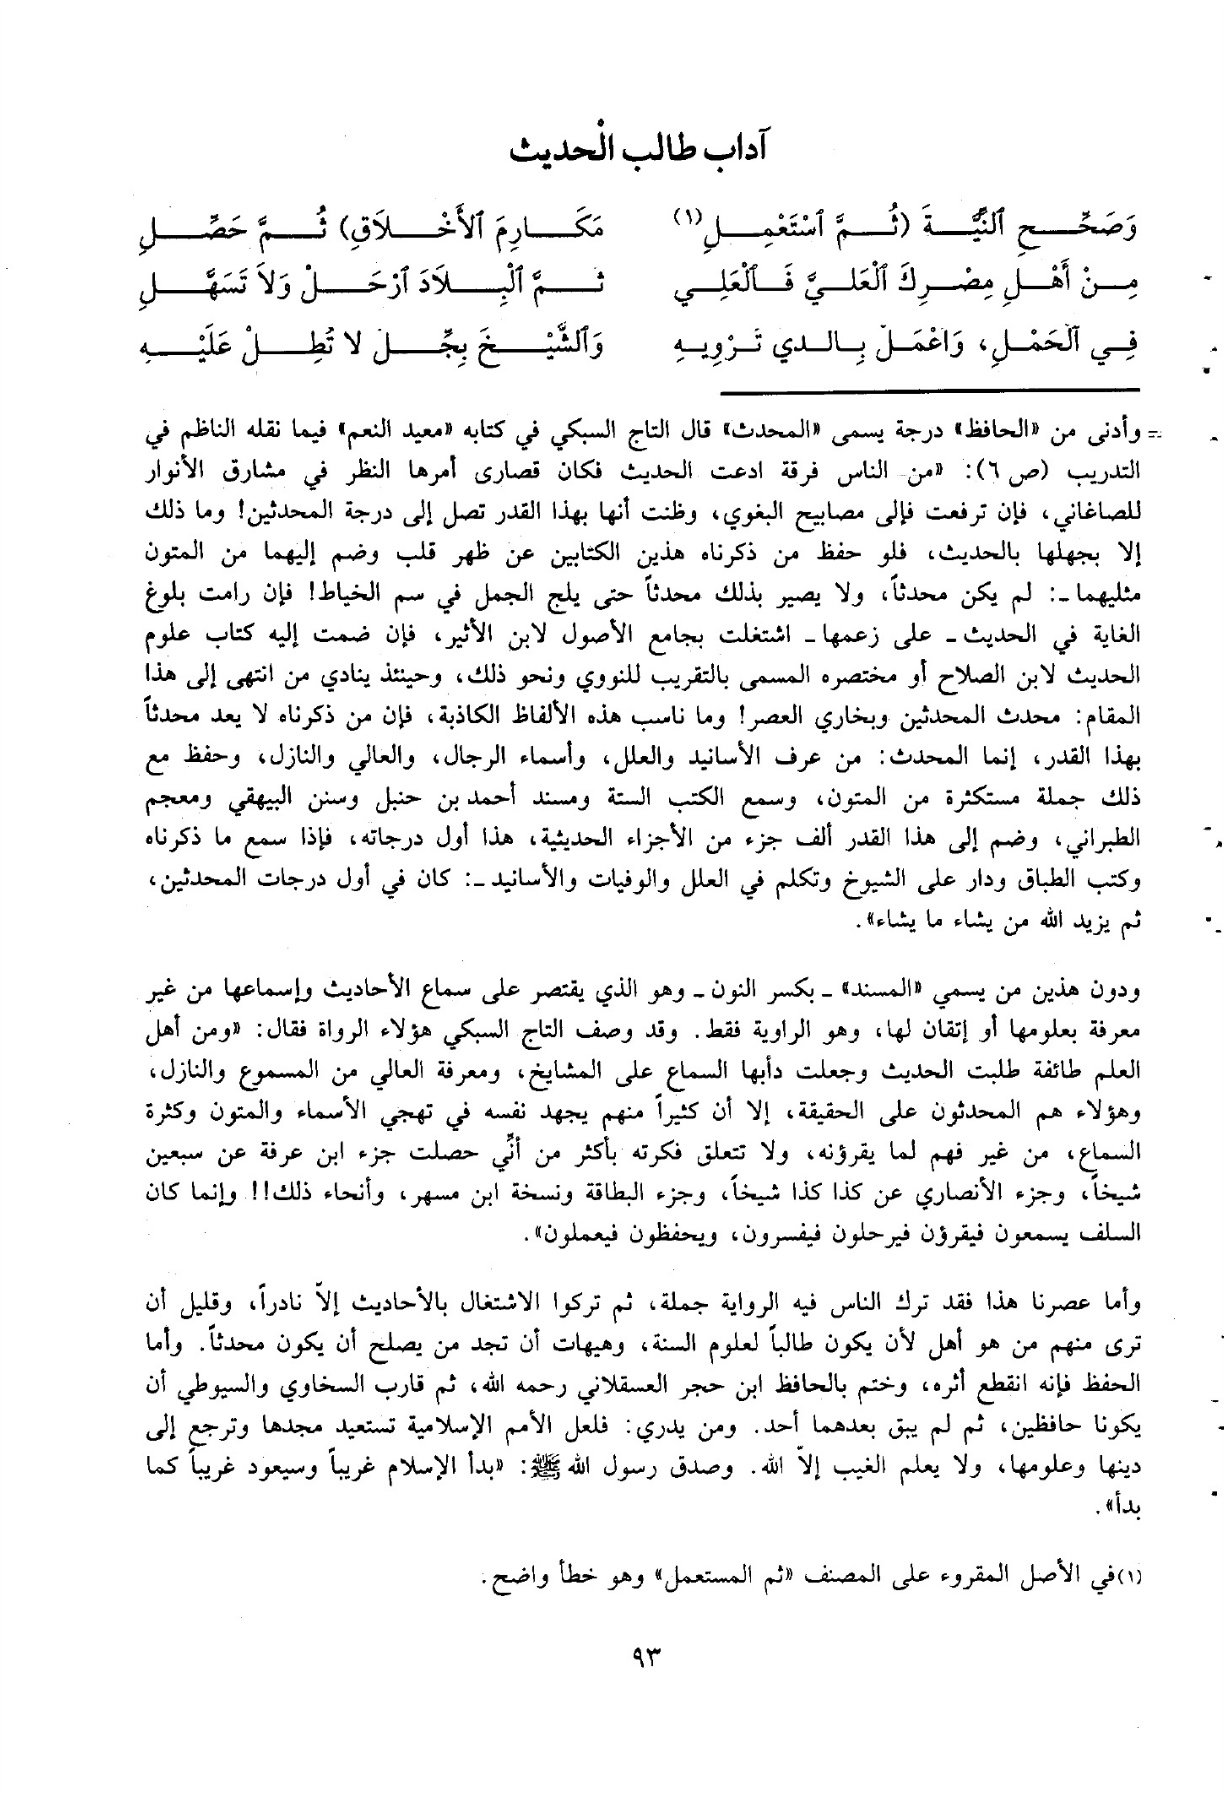 آداب طالب الْحديث
وَصَحِّحِ ٱلنِّيَّةَ (ثُمَّ ٱسْتَعْمِلِ(١) مَكَارِمَ ٱلأَخْلاَقِ) ثُمَّ حَصِّلِ
مِنْ أَهْلِ مِصْرِكَ ٱلْعَلِيَّ فَٱلْعَلِي ثمَّ ٱلْبِلاَدَ ٱرْحَلْ وَلاَ تَسَهَّلِ
فِي ٱلْحَمْلِ، وَٱعْمَلْ بِالذي تَرْوِيهِ وَٱلشَّيْخَ بجِّلْ لا تُطِلْ عَلَيْهِ
= وأدنى من «الحافظ» درجة يسمى «المحدث» قال التاج السبكي في كتابه «معيد النعم» فيما نقله الناظم في
التدريب (ص ٦): «من الناس فرقة ادعت الحديث فكان قصارى أمرها النظر في مشارق الأنوار
للصاغاني، فإن ترفعت فإلى مصابيح البغوي، وظنت أنها بهذا القدر تصل إلى درجة المحدثين! وما ذلك
إلا بجهلها بالحديث، فلو حفظ من ذكرناه هذين الكتابين عن ظهر قلب وضم إليهما من المتون
مثليهما ـ: لم يكن محدثاً، ولا يصير بذلك محدثاً حتى يلج الجمل في سم الخياط! فإن رامت بلوغ
الغاية في الحديث ـ على زعمها ـ اشتغلت بجامع الأصول لابن الأثير، فإن ضمت إليه كتاب علوم
الحديث لابن الصلاح أو مختصره المسمى بالتقريب للنووي ونحو ذلك، وحينئذ ينادي من انتهى إلى هذا
المقام: محدث المحدثين وبخاري العصر! وما ناسب هذه الألفاظ الكاذبة، فإن من ذكرناه لا يعد محدثاً
بهذا القدر، إنما المحدث: من عرف الأسانيد والعلل، وأسماء الرجال، والعالي والنازل، وحفظ مع
ذلك جملة مستكثرة من المتون، وسمع الكتب الستة ومسند أحمد بن حنبل وسنن البيهقي ومعجم
الطبراني، وضم إلى هذا القدر ألف جزء من الأجزاء الحديثية، هذا أول درجاته، فإذا سمع ما ذكرناه
وكتب الطباق ودار على الشيوخ وتكلم في العلل والوفيات والأسانيد ـ: كان في أول درجات المحدثين،
ثم يزيد الله من يشاء ما يشاء».
ودون هذين من يسمي «المسند» ـ بكسر النون ـ وهو الذي يقتصر على سماع الأحاديث وإسماعها من غير
معرفة بعلومها أو إتقان لها، وهو الراوية فقط. وقد وصف التاج السبكي هؤلاء الرواة فقال: «ومن أهل
العلم طائفة طلبت الحديث وجعلت دأبها السماع على المشايخ، ومعرفة العالي من المسموع والنازل،
وهؤلاء هم المحدثون على الحقيقة، إلا أن كثيراً منهم يجهد نفسه في تهجي الأسماء والمتون وكثرة
السماع، من غير فهم لما يقرؤنه، ولا تتعلق فكرته بأكثر من أنِّي حصلت جزء ابن عرفة عن سبعين
شيخاً، وجزء الأنصاري عن كذا كذا شيخاً، وجزء البطاقة ونسخة ابن مسهر، وأنحاء ذلك!! وإنما كان
السلف يسمعون فيقرؤن فيرحلون فيفسرون، ويحفظون فيعملون».
وأما عصرنا هذا فقد ترك الناس فيه الرواية جملة، ثم تركوا الاشتغال بالأحاديث إلاّ نادراً، وقليل أن
ترى منهم من هو أهل لأن يكون طالباً لعلوم السنة، وهيهات أن تجد من يصلح أن يكون محدثاً. وأما
الحفظ فإنه انقطع أثره، وختم بالحافظ ابن حجر العسقلاني رحمه الله، ثم قارب السخاوي والسيوطي أن
يكونا حافظين، ثم لم يبق بعدهما أحد. ومن يدري: فلعل الأمم الإسلامية تستعيد مجدها وترجع إلى
دينها وعلومها، ولا يعلم الغيب إلاّ الله. وصدق رسول الله ﷺ: «بدأ الإسلام غريباً وسيعود غريباً كما
بدأ».
(١) في الأصل المقروء على المصنف «ثم المستعمل» وهو خطأ واضح.
٩٣